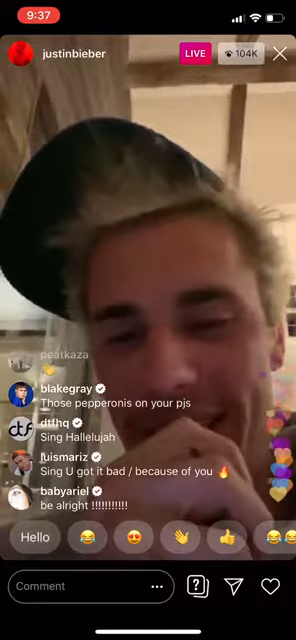 9:37
justinbieber
LIVE
104K
peatkaza
👋
blakegray
Those pepperonis on your pjs
dtfhq
dtf
Sing Hallelujah
luismariz
Sing U got it bad / because of you 🔥
babyariel
be alright !!!!!!!!!!!
Hello
Comment